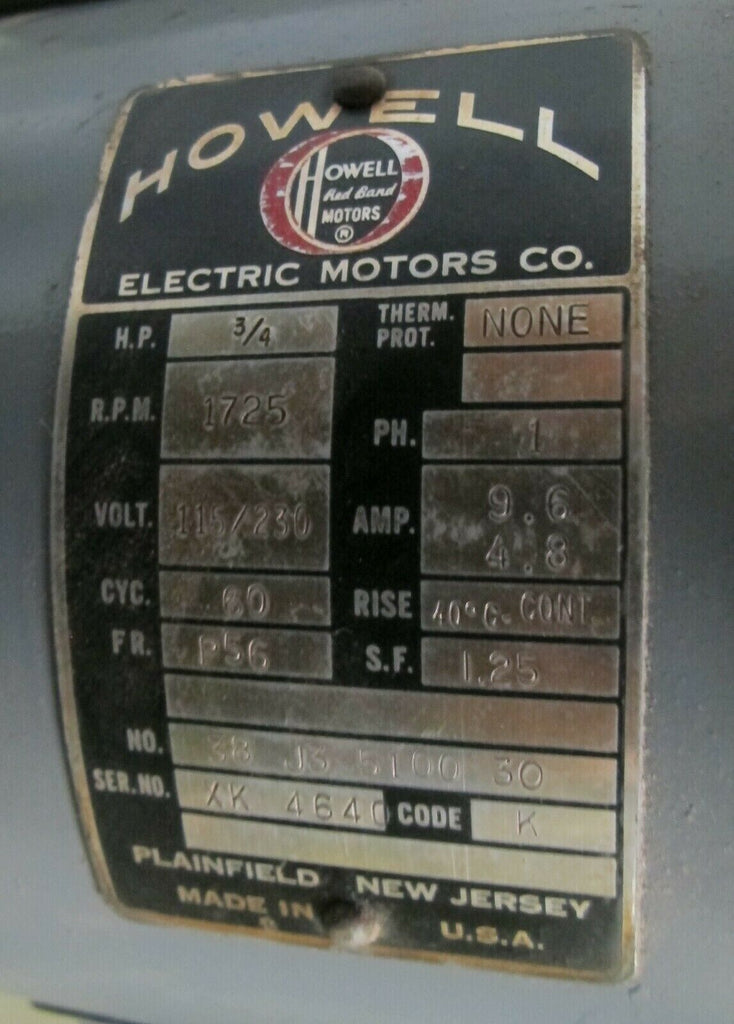 HOWELL
HOWELL
Red Band
MOTORS
®
ELECTRIC MOTORS CO.
H.P. 3/4 THERM. PROT. NONE
R.P.M. 1725 PH. 1
VOLT. 115/230 AMP. 9.6
4.8
CYC. 60 RISE 40°C. CONT
FR. P56 S.F. 1.25
NO. 38 J3 5100 30
SER.NO. XK 4640 CODE K
PLAINFIELD NEW JERSEY
MADE IN U.S.A.